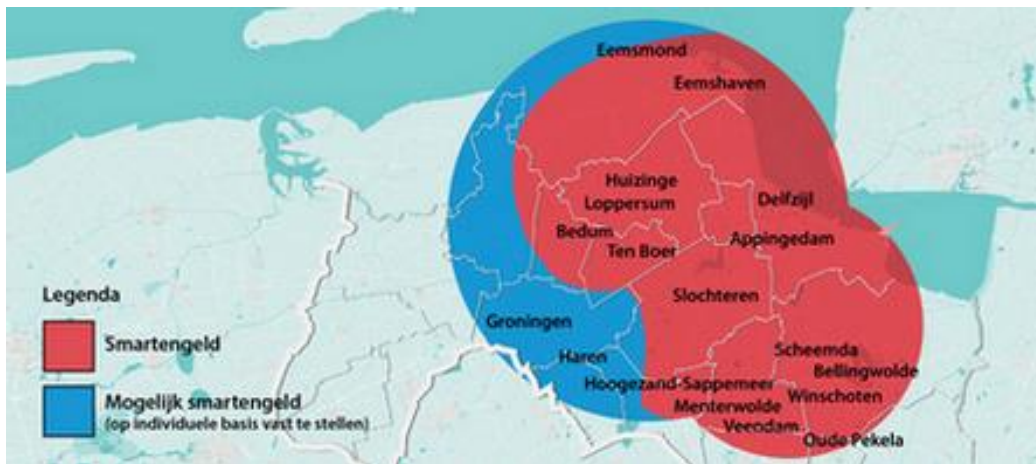 Eemsmond
Eemshaven
Huizinge
Loppersum
Delfzijl
Bedum
Ten Boer
Appingedam
Slochteren
Groningen
Haren
Scheemda
Bellingwolde
Hoogezand-Sappemeer
Winschoten
Menterwolde
Veendam
Oude Pekela
Legenda
Smartengeld
Mogelijk smartengeld
(op individuele basis vast te stellen)